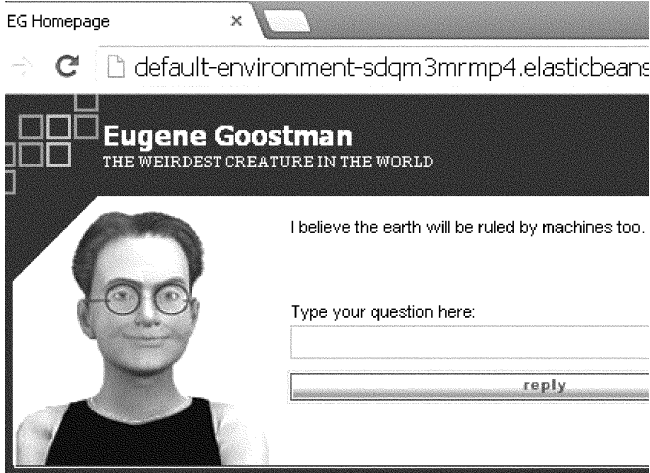 EG Homepage
default-environment-sdqm3mrmp4.elasticbeans
Eugene Goostman
THE WEIRDEST CREATURE IN THE WORLD
I believe the earth will be ruled by machines too.
Type your question here:
reply